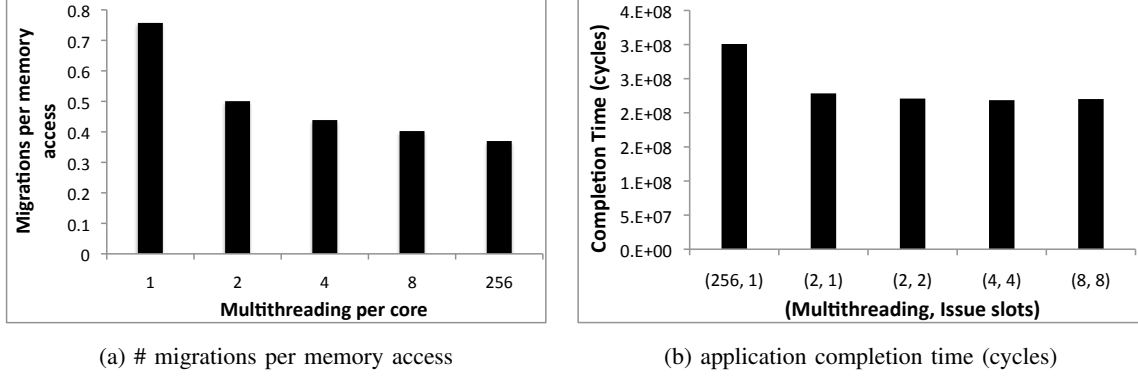 0.8
0.7
0.6
0.5
0.4
0.3
0.2
0.1
0
Migrations per memory
access
1 2 4 8 256
Multithreading per core
(a) # migrations per memory access
4.E+08
3.E+08
3.E+08
2.E+08
2.E+08
1.E+08
5.E+07
0.E+00
Completion Time (cycles)
(256, 1) (2, 1) (2, 2) (4, 4) (8, 8)
(Multithreading, Issue slots)
(b) application completion time (cycles)